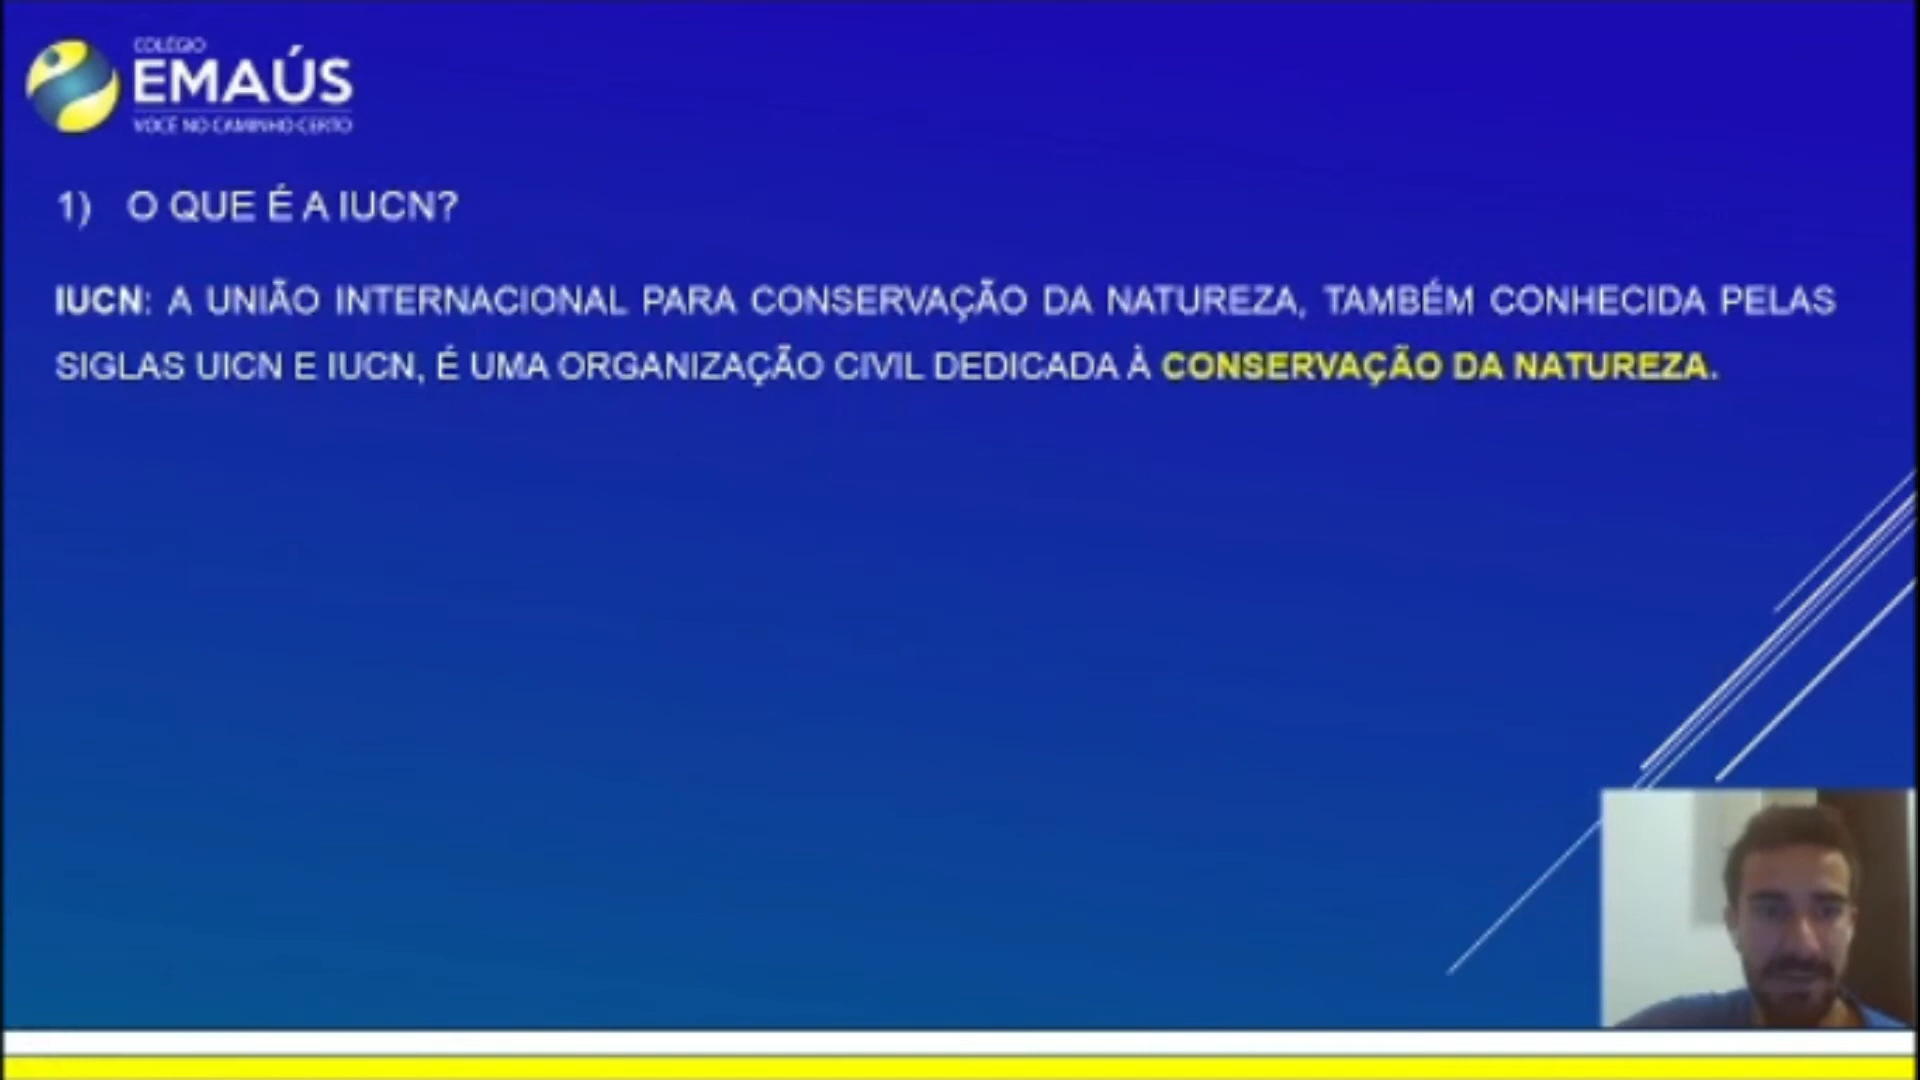 COLÉGIO
EMAÚS
VOCÊ NO CAMINHO CERTO
1) O QUE É A IUCN?
IUCN: A UNIÃO INTERNACIONAL PARA CONSERVAÇÃO DA NATUREZA, TAMBÉM CONHECIDA PELAS
SIGLAS UICN E IUCN, É UMA ORGANIZAÇÃO CIVIL DEDICADA À CONSERVAÇÃO DA NATUREZA.